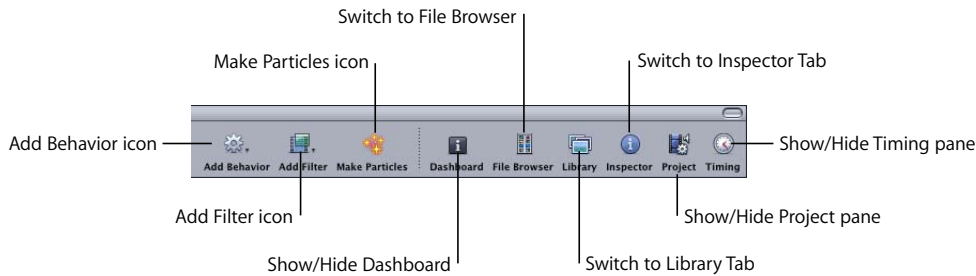 Switch to File Browser
Make Particles icon
Switch to Inspector Tab
Add Behavior icon
Show/Hide Timing pane
Add Behavior Add Filter Make Particles Dashboard File Browser Library Inspector Project Timing
Add Filter icon
Show/Hide Project pane
Show/Hide Dashboard
Switch to Library Tab